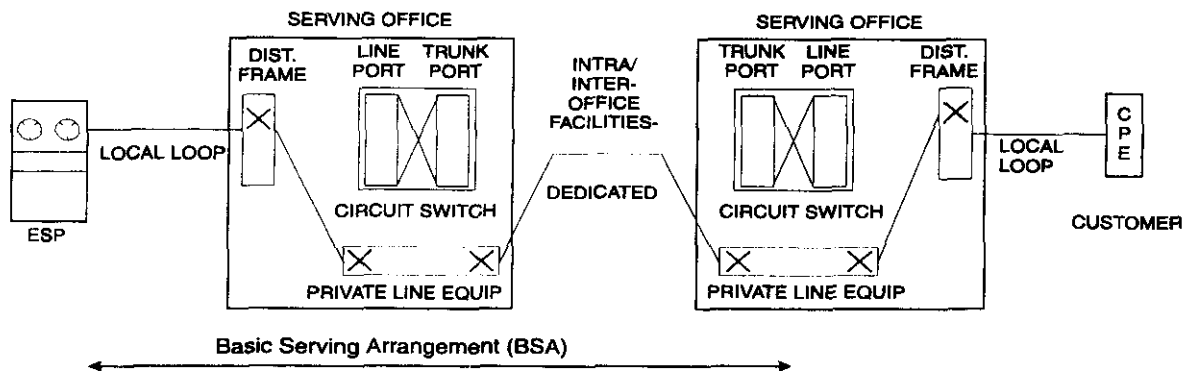 SERVING OFFICE
DIST.
FRAME
LINE
PORT
TRUNK
PORT
CIRCUIT SWITCH
PRIVATE LINE EQUIP
LOCAL LOOP
ESP
INTRA/
INTER-
OFFICE
FACILITIES-
DEDICATED
SERVING OFFICE
TRUNK
PORT
LINE
PORT
DIST.
FRAME
CIRCUIT SWITCH
PRIVATE LINE EQUIP
LOCAL
LOOP
C
P
E
CUSTOMER
Basic Serving Arrangement (BSA)